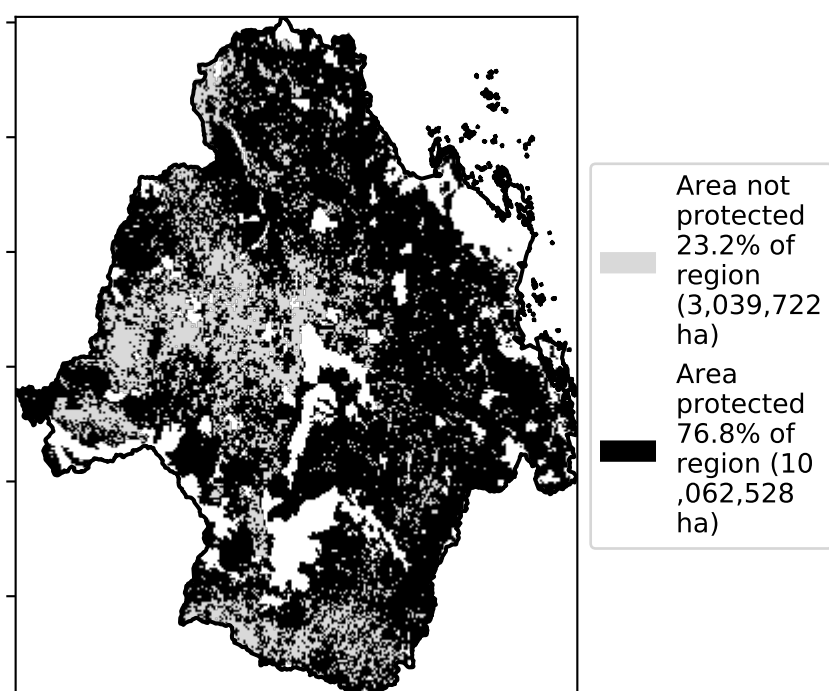 Area not
protected
23.2% of
region
(3,039,722
ha)
Area
protected
76.8% of
region (10
,062,528
ha)